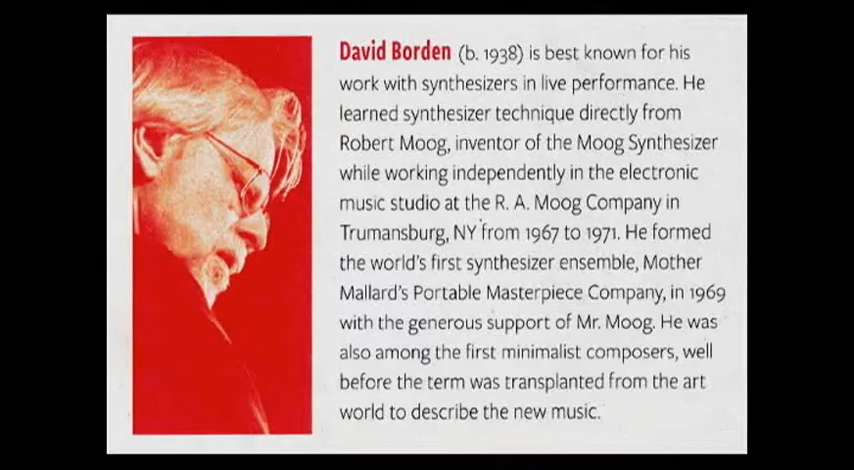 David Borden (b. 1938) is best known for his
work with synthesizers in live performance. He
learned synthesizer technique directly from
Robert Moog, inventor of the Moog Synthesizer
while working independently in the electronic
music studio at the R. A. Moog Company in
Trumansburg, NY from 1967 to 1971. He formed
the world's first synthesizer ensemble, Mother
Mallard's Portable Masterpiece Company, in 1969
with the generous support of Mr. Moog. He was
also among the first minimalist composers, well
before the term was transplanted from the art
world to describe the new music.